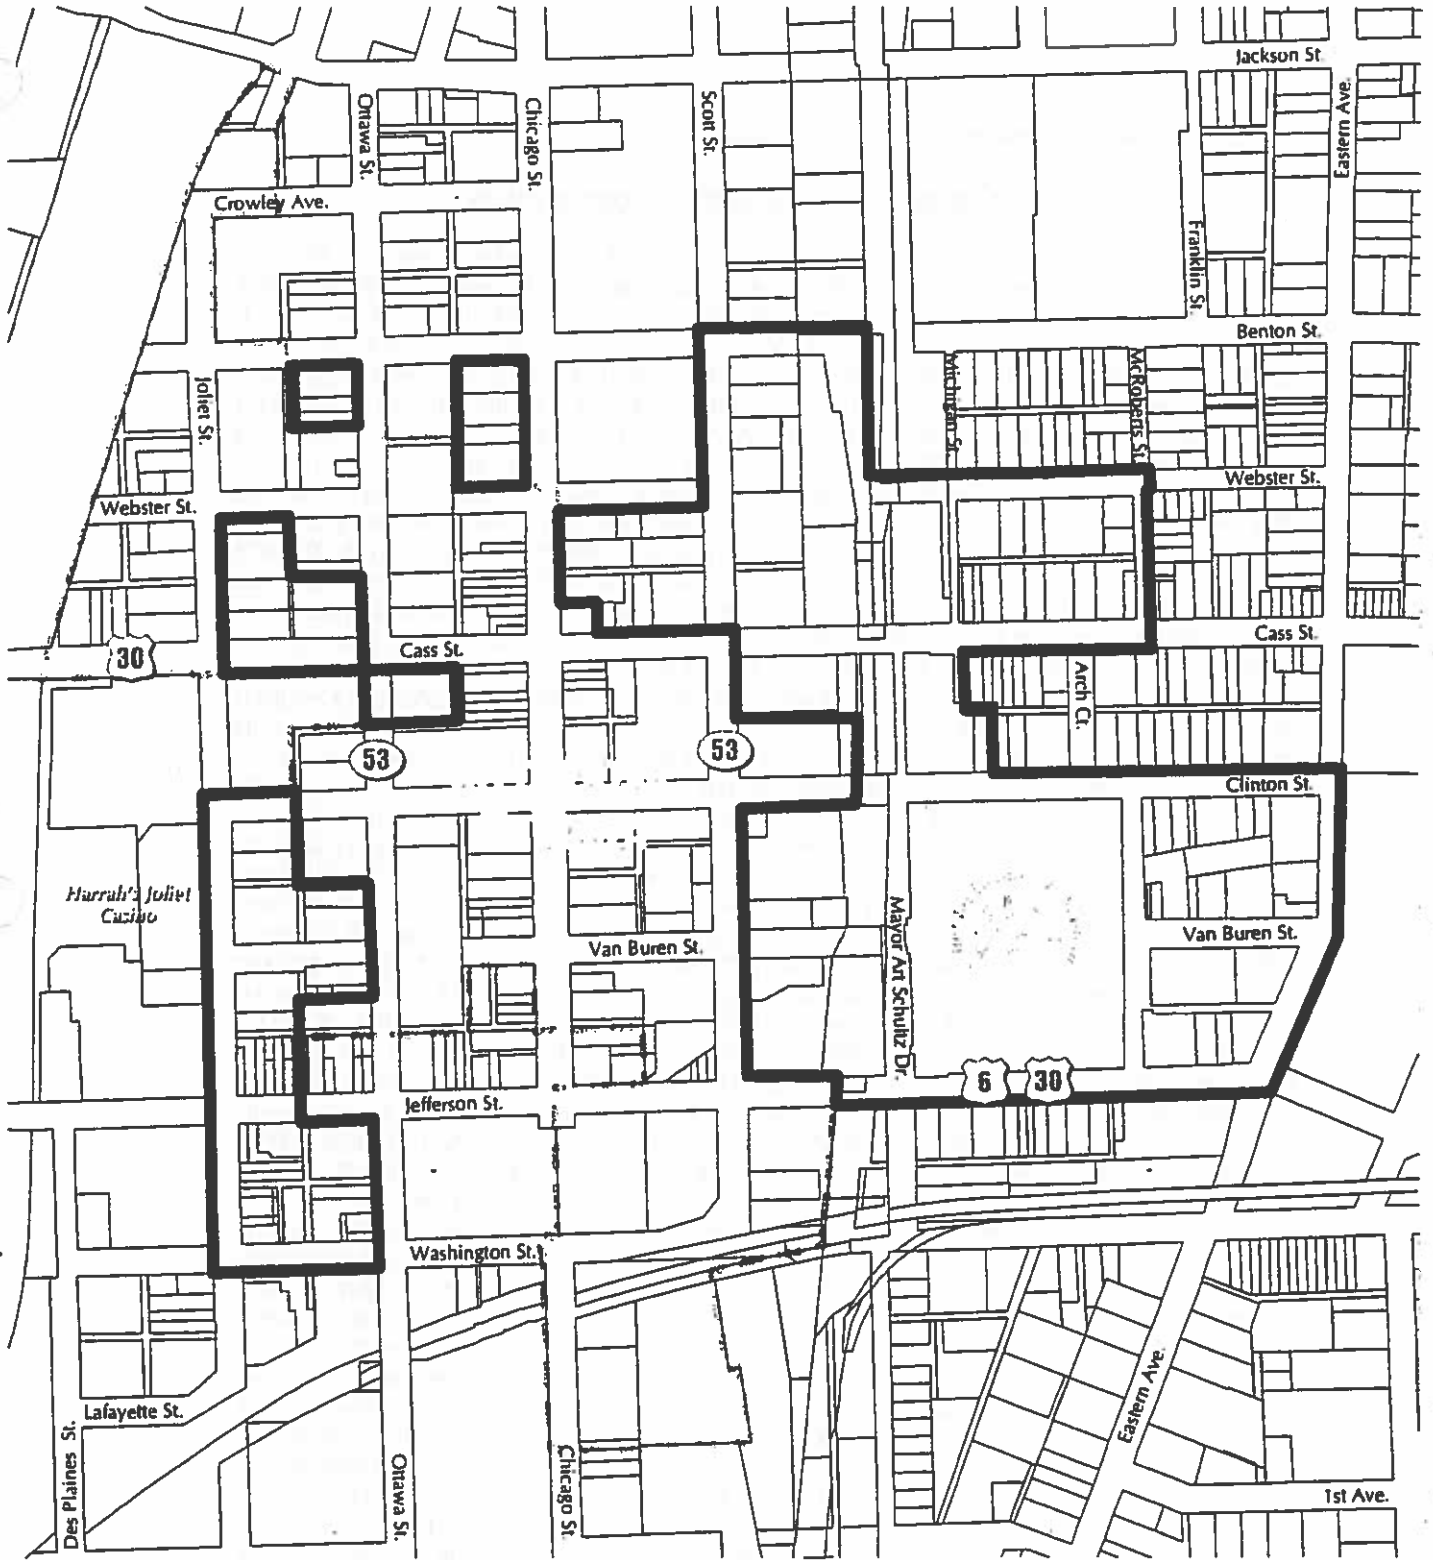 Jackson St.
Ottawa St.
Chicago St.
Scott St.
Eastern Ave.
Crowley Ave.
Franklin St.
Benton St.
Joliet St.
Michigan St.
McRoberts St.
Webster St.
Webster St.
Cass St.
Cass St.
30
Arch Ct.
53
53
Clinton St.
Harrah's Joliet
Casino
Mayor Art Schultz Dr.
Van Buren St.
Van Buren St.
6
30
Jefferson St.
Washington St.
Lafayette St.
Eastern Ave.
Des Plaines St.
Ottawa St.
Chicago St.
1st Ave.